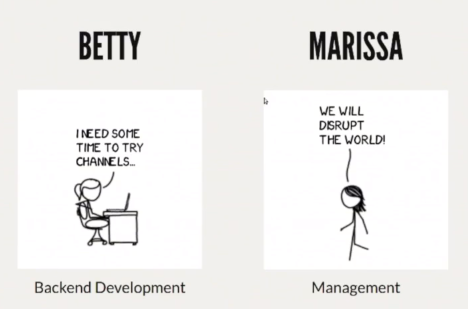 BETTY
I NEED SOME
TIME TO TRY
CHANNELS...
Backend Development
MARISSA
WE WILL
DISRUPT
THE WORLD!
Management